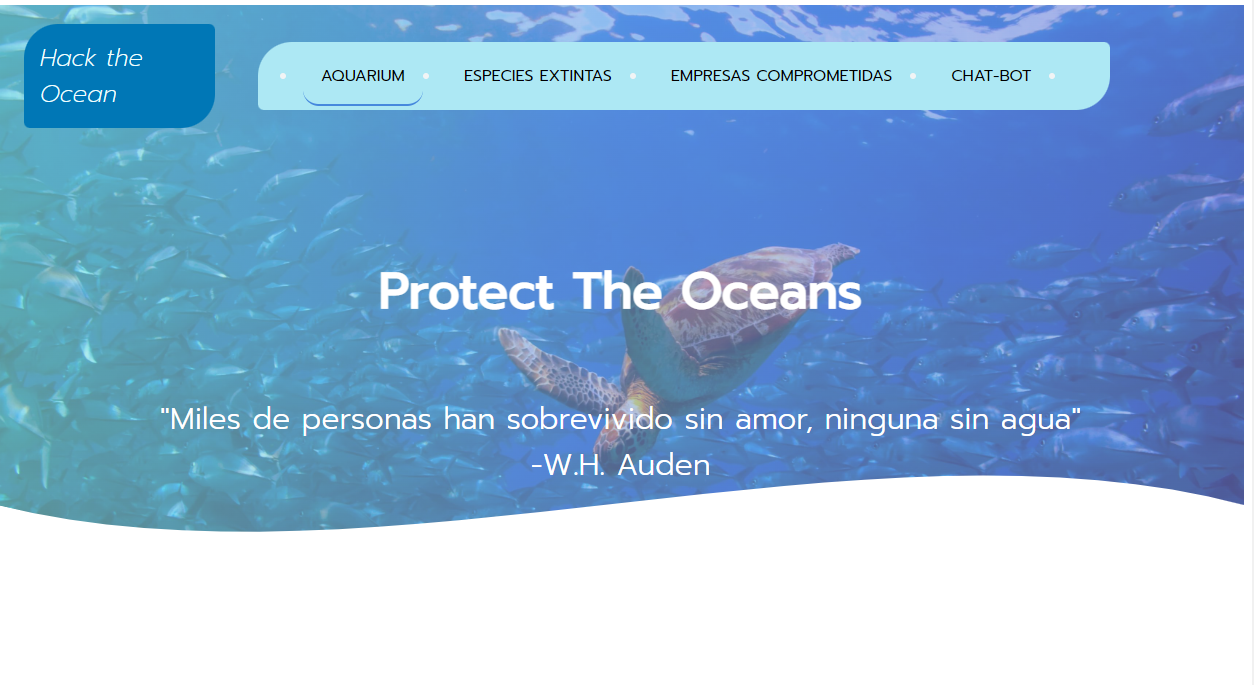 Hack the
Ocean
AQUARIUM
ESPECIES EXTINTAS
EMPRESAS COMPROMETIDAS
CHAT-BOT
Protect The Oceans
"Miles de personas han sobrevivido sin amor, ninguna sin agua"
-W.H. Auden